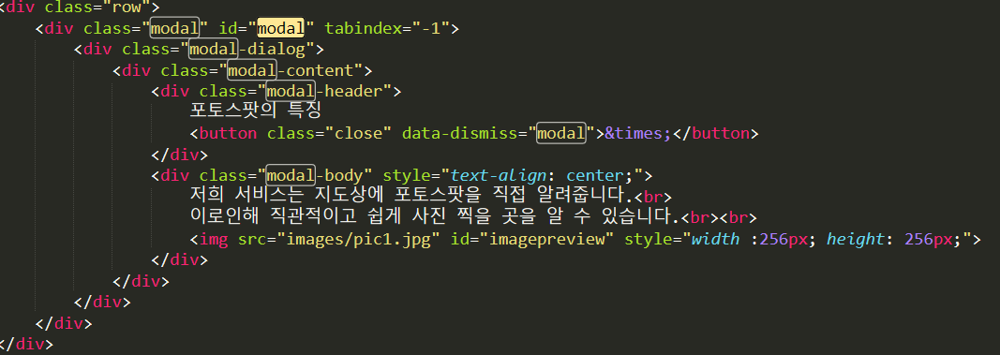 <div class="row">
<div class="modal" id="modal" tabindex="-1">
<div class="modal-dialog">
<div class="modal-content">
<div class="modal-header">
포토스팟의 특징
<button class="close" data-dismiss="modal">&times;</button>
</div>
<div class="modal-body" style="text-align: center;">
저희 서비스는 지도상에 포토스팟을 직접 알려줍니다.<br>
이로인해 직관적이고 쉽게 사진 찍을 곳을 알 수 있습니다.<br><br>
<img src="images/pic1.jpg" id="imagepreview" style="width :256px; height: 256px;">
</div>
</div>
</div>
</div>
</div>